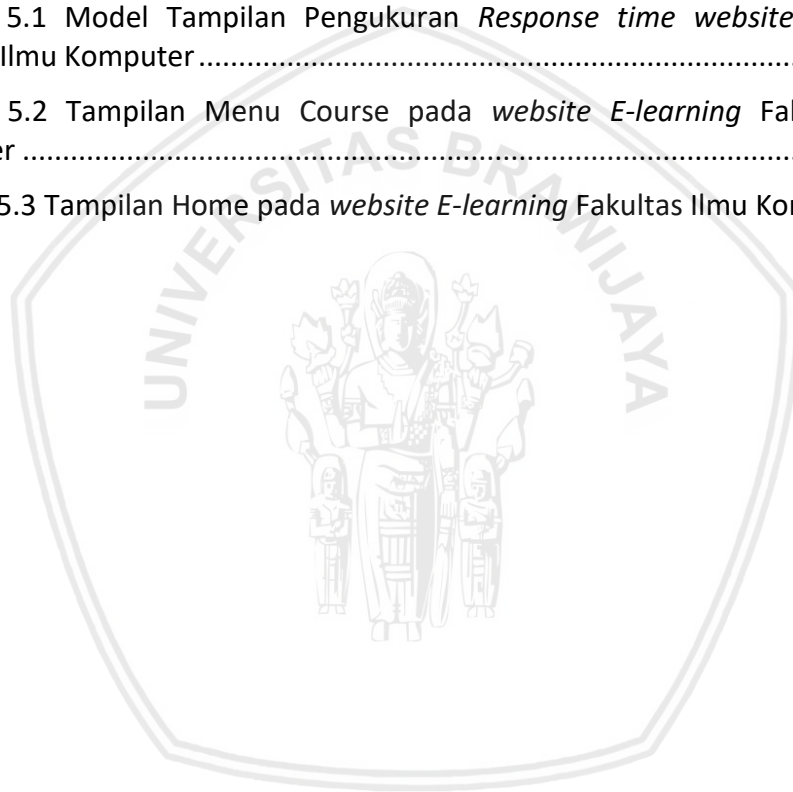 5.1 Model Tampilan Pengukuran Response time website
Ilmu Komputer...........................................................................
5.2 Tampilan Menu Course pada website E-learning Fa
er .................................................................................................
5.3 Tampilan Home pada website E-learning Fakultas Ilmu Ko
UNIVERSITAS BRAWIJAYA